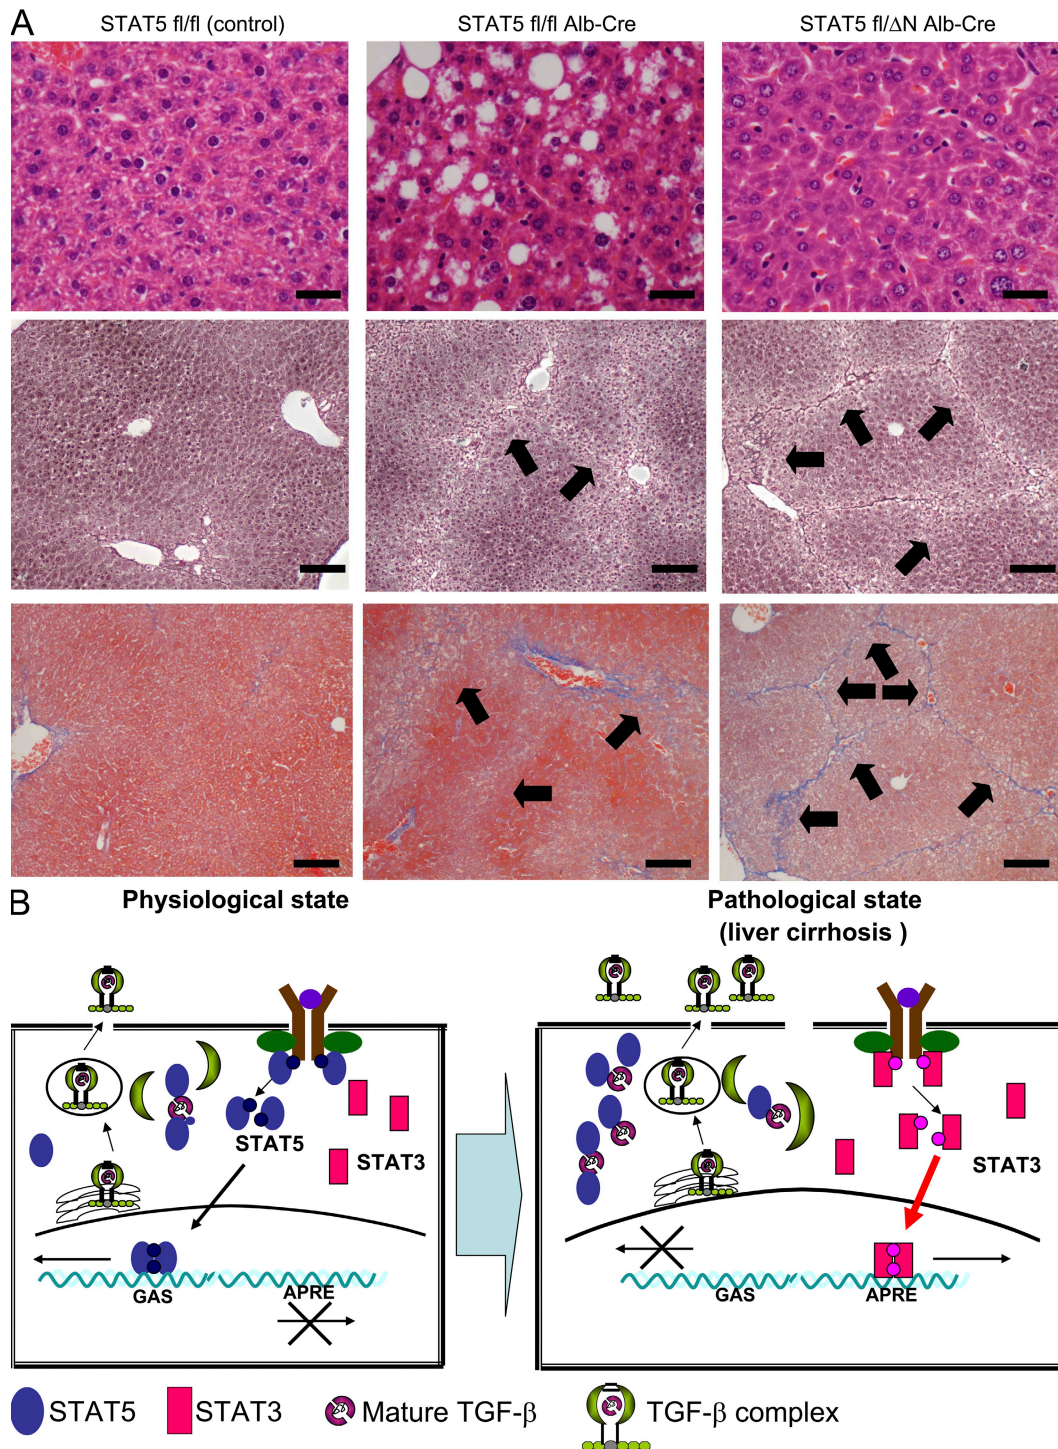 A
STAT5 fl/fl (control)
STAT5 fl/fl Alb-Cre
STAT5 fl/ΔN Alb-Cre
B
Physiological state
Pathological state
(liver cirrhosis )
STAT5
STAT3
GAS
APRE
STAT3
GAS
APRE
STAT5
STAT3
Mature TGF-β
TGF-β complex